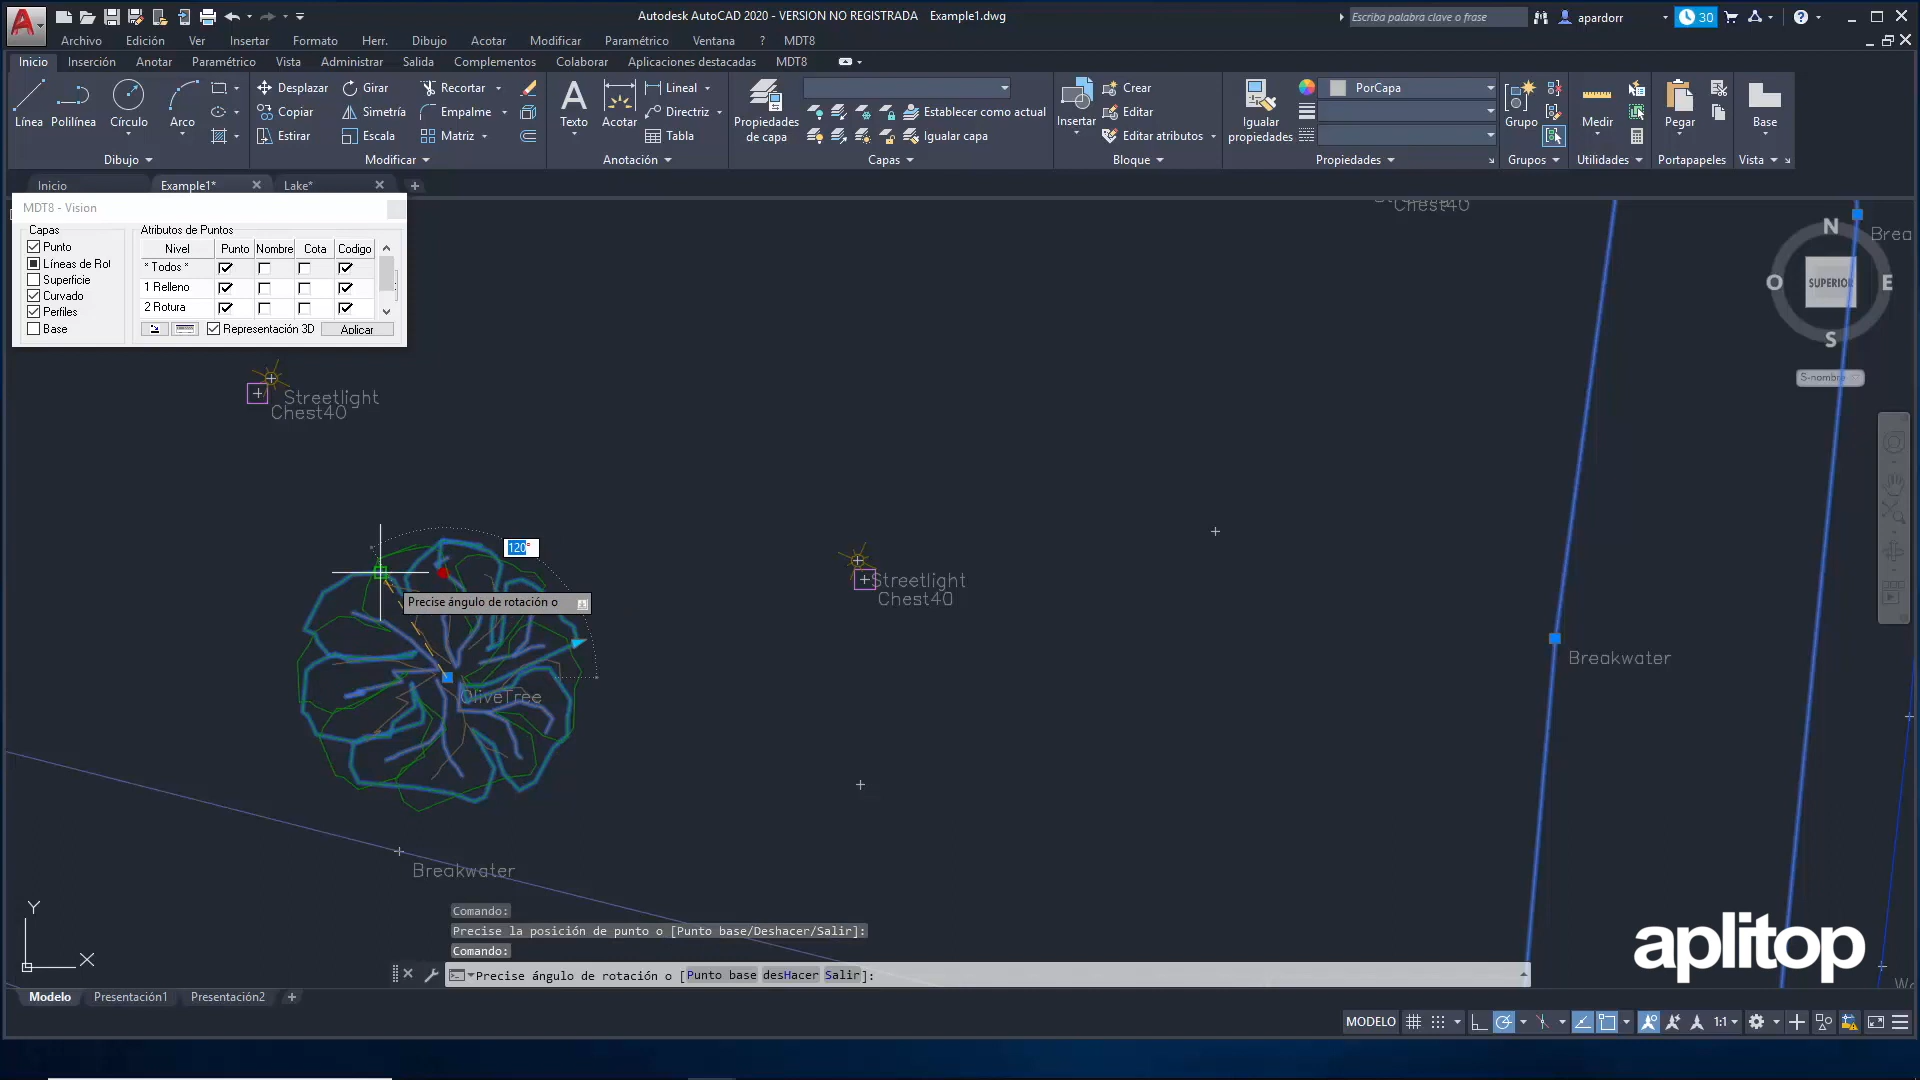 Autodesk AutoCAD 2020 - VERSION NO REGISTRADA Example1.dwg
Escriba palabra clave o frase
apardorr
30
Archivo Edición Ver Insertar Formato Herr. Dibujo Acotar Modificar Paramétrico Ventana ? MDT8
Inicio Inserción Anotar Paramétrico Vista Administrar Salida Complementos Colaborar Aplicaciones destacadas MDT8
Línea Polilínea Círculo Arco
Desplazar Girar Recortar
Copiar Simetría Empalme
Estirar Escala Matriz
Texto Acotar
Lineal
Directriz
Tabla
Propiedades de capa
Establecer como actual
Igualar capa
Insertar
Crear
Editar
Editar atributos
Igualar propiedades
PorCapa
Grupo
Medir
Pegar
Base
Dibujo Modificar Anotación Capas Bloque Propiedades Grupos Utilidades Portapapeles Vista
Inicio Example1* Lake*
MDT8 - Vision
Capas
Punto
Líneas de Rot
Superficie
Curvado
Perfiles
Base
Atributos de Puntos
Nivel Punto Nombre Cota Codigo
* Todos *
1 Relleno
2 Rotura
Representación 3D Aplicar
Chest40
Brea
N
O SUPERIOR E
S
S-nombre
Streetlight
Chest40
120°
Precise ángulo de rotación o
OliveTree
Streetlight
Chest40
Breakwater
Breakwater
Y
X
Comando:
Precise la posición de punto o [Punto base/Deshacer/Salir]:
Comando:
Precise ángulo de rotación o [Punto base desHacer Salir]:
aplitop
Modelo Presentación1 Presentación2
MODELO 1:1